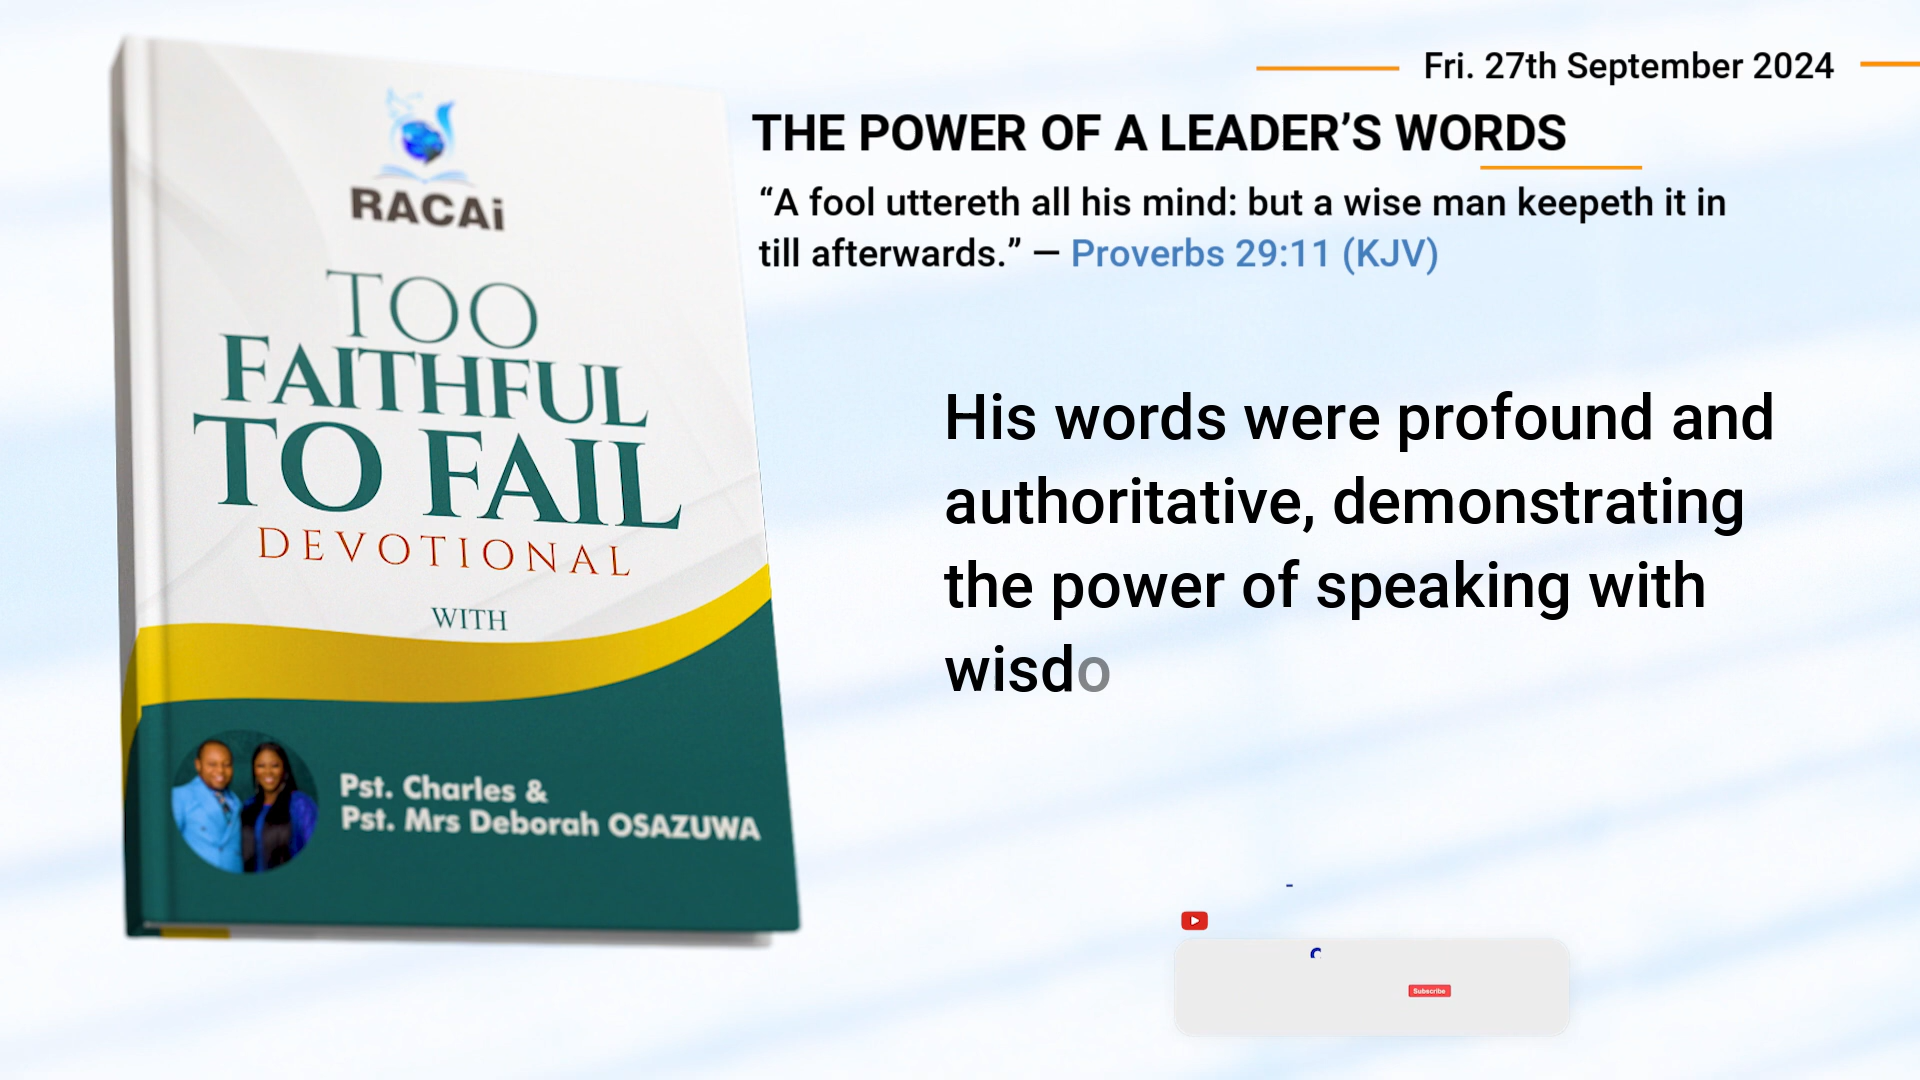 Fri. 27th September 2024
THE POWER OF A LEADER’S WORDS
“A fool uttereth all his mind: but a wise man keepeth it in
till afterwards.” — Proverbs 29:11 (KJV)
His words were profound and
authoritative, demonstrating
the power of speaking with
wisdo
RACAi
TOO
FAITHFUL
TO FAIL
DEVOTIONAL
WITH
Pst. Charles &
Pst. Mrs Deborah OSAZUWA
Subscribe